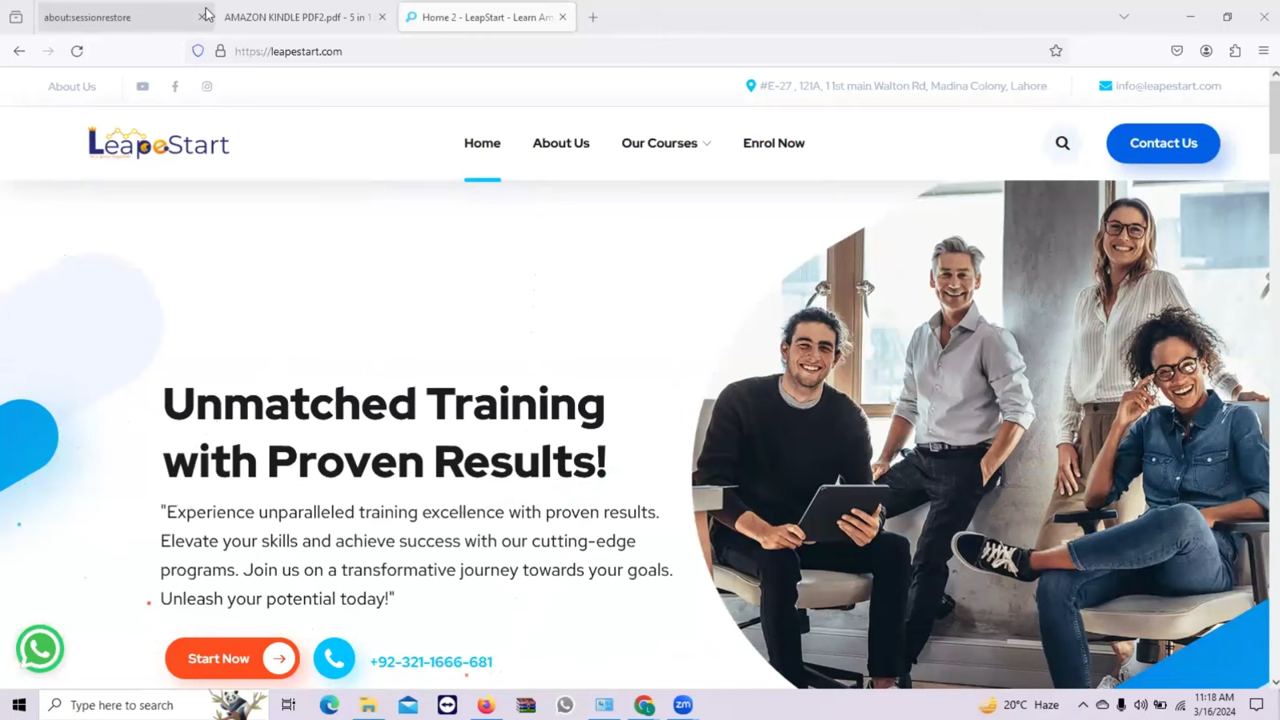 about:sessionrestore
AMAZON KINDLE PDF2.pdf - 5 in 1
Home 2 - LeapStart - Learn Am
https://leapestart.com
About Us
#E-27 , 121A, 11st main Walton Rd, Madina Colony, Lahore
info@leapestart.com
LeapeStart
Home
About Us
Our Courses
Enrol Now
Contact Us
Unmatched Training
with Proven Results!
"Experience unparalleled training excellence with proven results.
Elevate your skills and achieve success with our cutting-edge
programs. Join us on a transformative journey towards your goals.
Unleash your potential today!"
Start Now
+92-321-1666-681
Type here to search
zm
20°C Haze
11:18 AM
3/16/2024